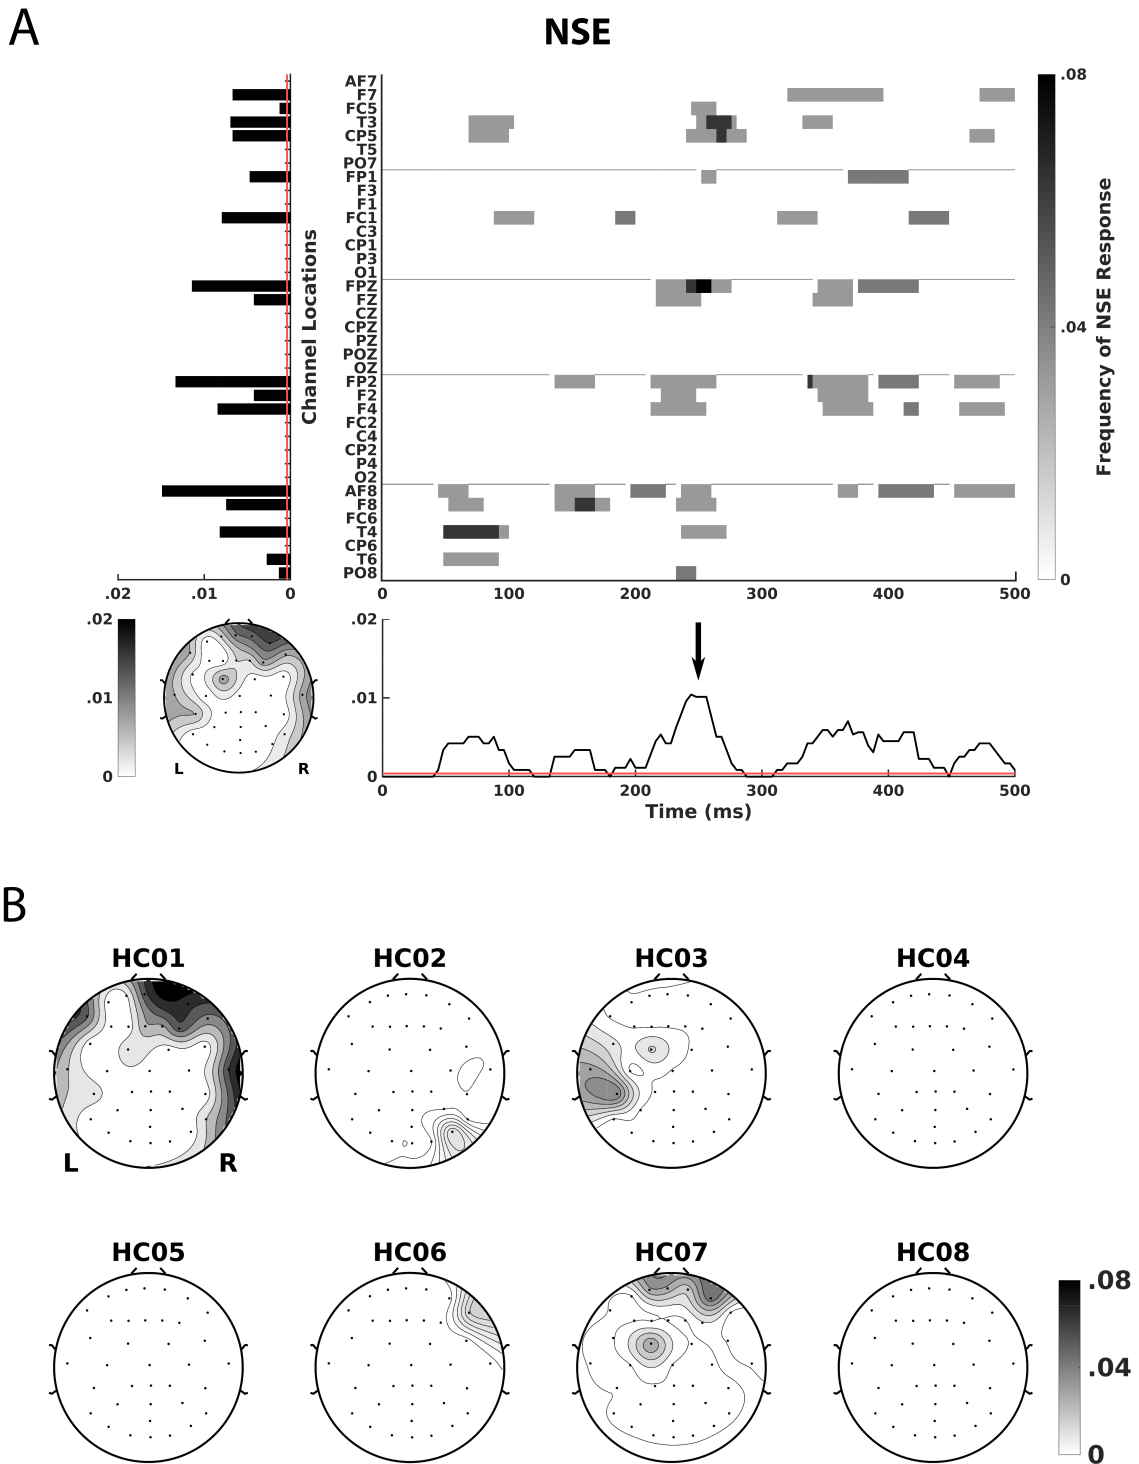 A
NSE
AF7
F7
FC5
T3
CP5
T5
PO7
FP1
F3
F1
FC1
C3
CP1
P3
O1
FPZ
FZ
CZ
CPZ
PZ
POZ
OZ
FP2
F2
F4
FC2
C4
CP2
P4
O2
AF8
F8
FC6
T4
CP6
T6
PO8
Channel Locations
.02 .01 0
0 100 200 300 400 500
.08
.04
0
Frequency of NSE Response
.02
.01
0
L R
.02
.01
0
0 100 200 300 400 500
Time (ms)
B
HC01 HC02 HC03 HC04
L R
HC05 HC06 HC07 HC08
.08
.04
0